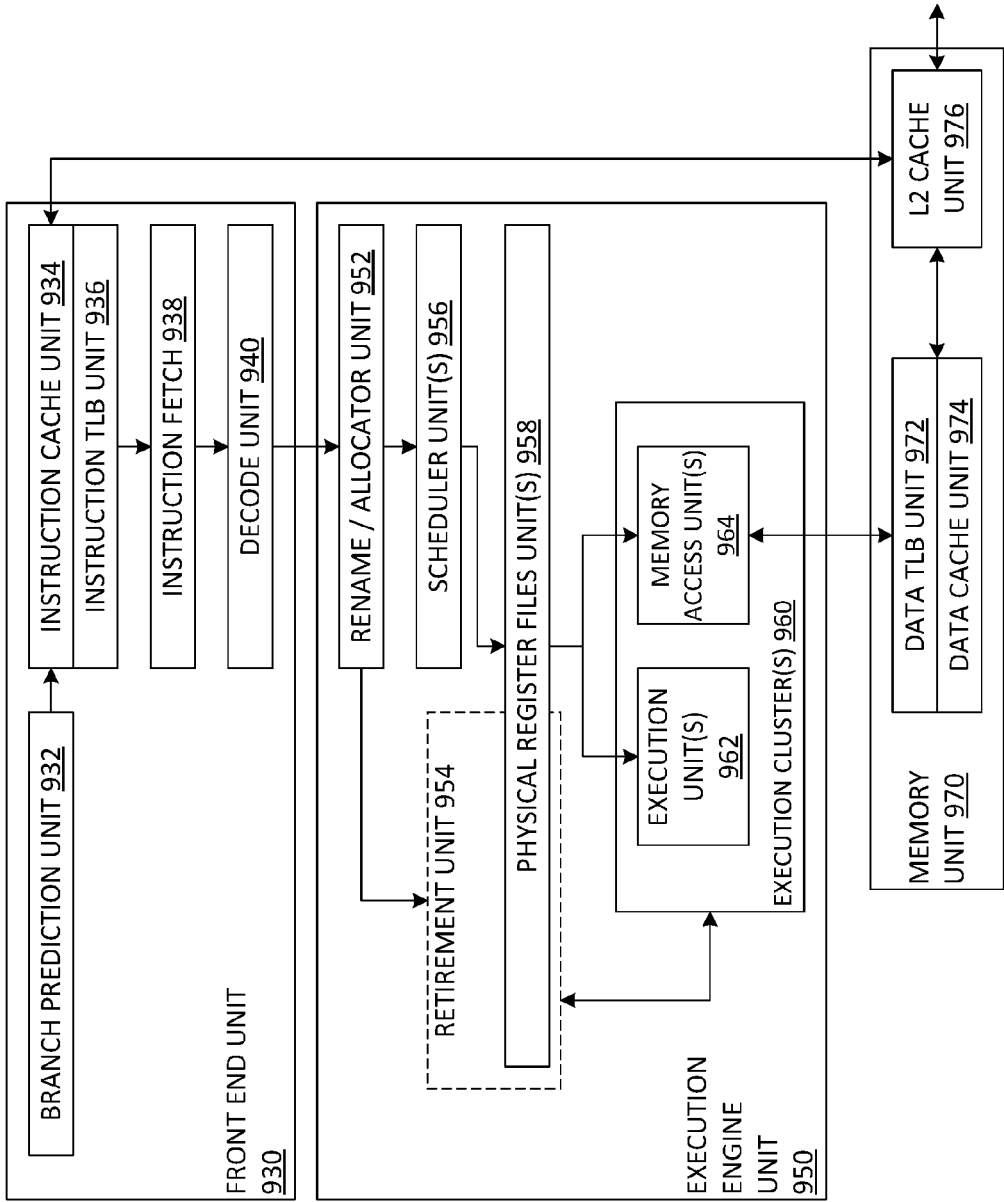 BRANCH PREDICTION UNIT 932
INSTRUCTION CACHE UNIT 934
INSTRUCTION TLB UNIT 936
INSTRUCTION FETCH 938
DECODE UNIT 940
FRONT END UNIT
930
RENAME / ALLOCATOR UNIT 952
RETIREMENT UNIT 954
SCHEDULER UNIT(S) 956
PHYSICAL REGISTER FILES UNIT(S) 958
EXECUTION
UNIT(S)
962
MEMORY
ACCESS UNIT(S)
964
EXECUTION CLUSTER(S) 960
EXECUTION
ENGINE
UNIT
950
MEMORY
UNIT 970
DATA TLB UNIT 972
DATA CACHE UNIT 974
L2 CACHE
UNIT 976